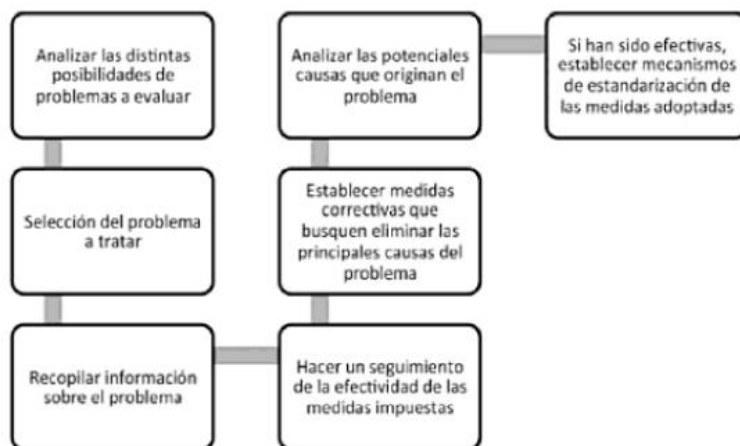 Analizar las distintas
posibilidades de
problemas a evaluar
Selección del problema
a tratar
Recopilar información
sobre el problema
Hacer un seguimiento
de la efectividad de las
medidas impuestas
Establecer medidas
correctivas que
busquen eliminar las
principales causas del
problema
Analizar las potenciales
causas que originan el
problema
Si han sido efectivas,
establecer mecanismos
de estandarización de
las medidas adoptadas